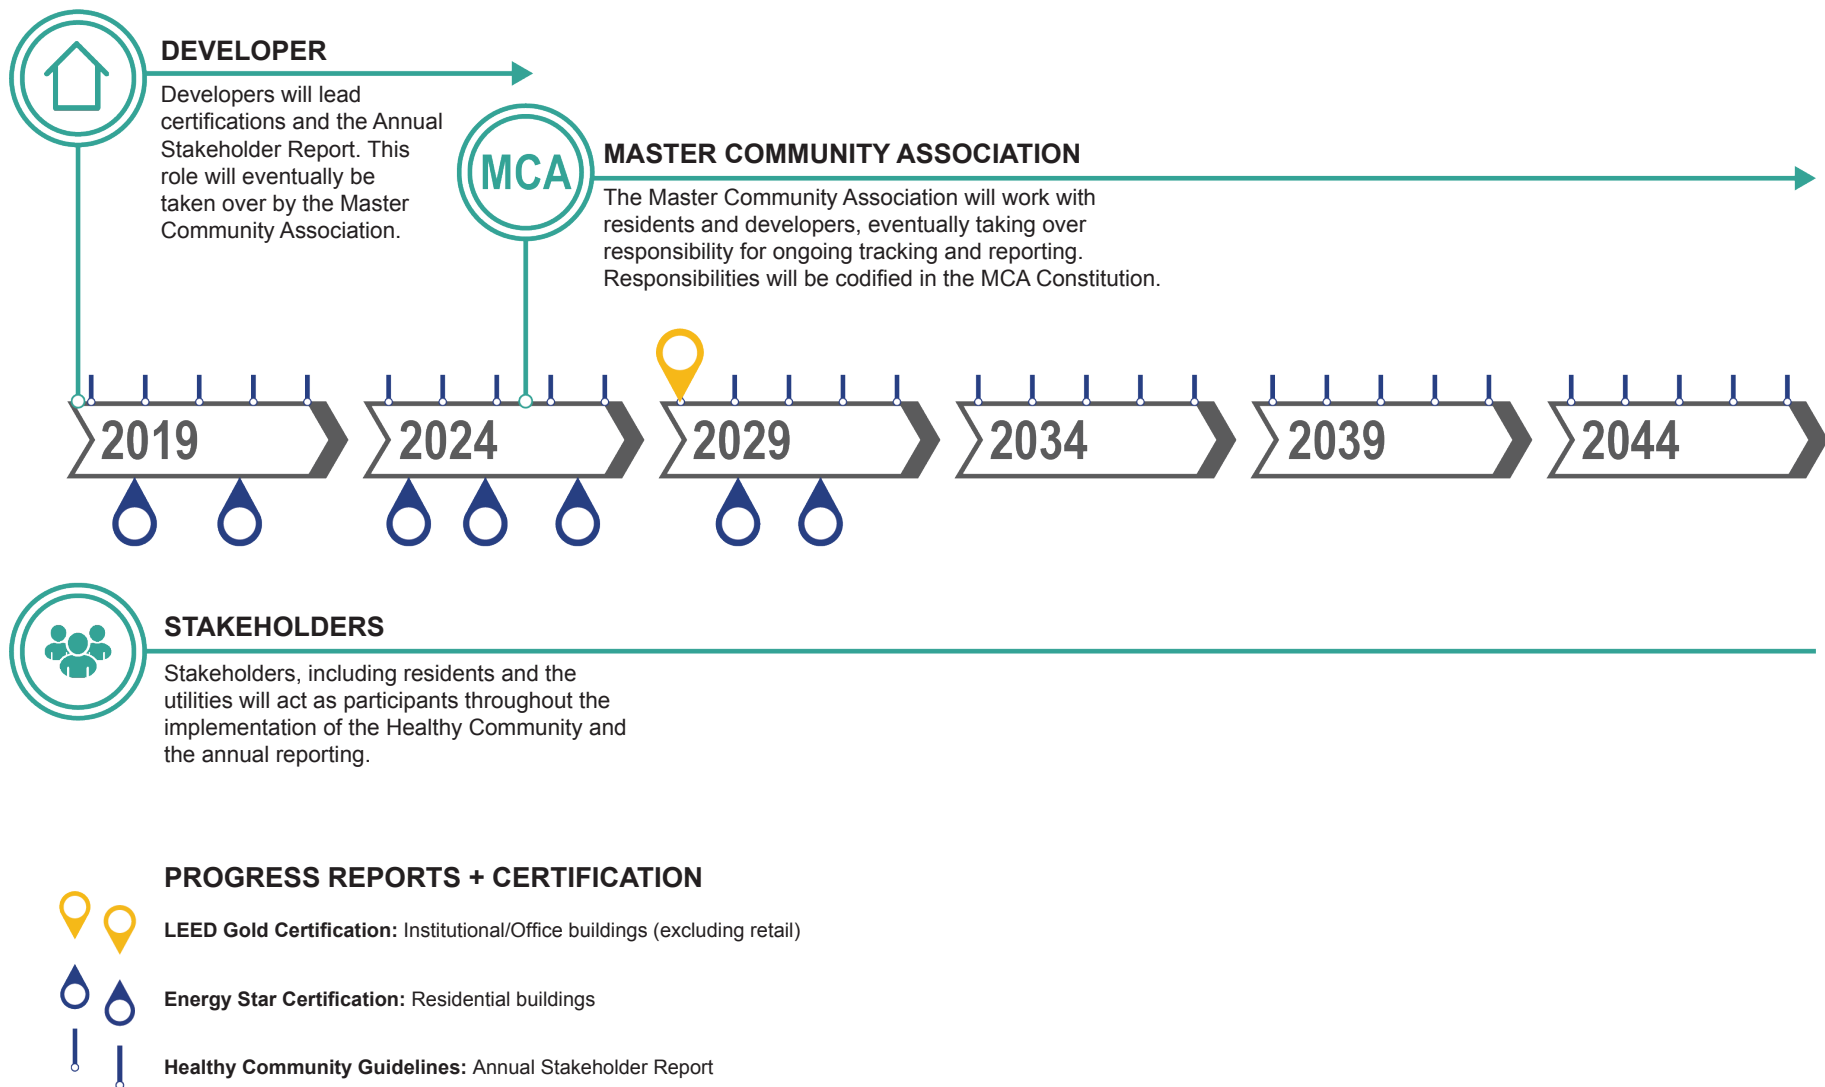 DEVELOPER
Developers will lead
certifications and the Annual
Stakeholder Report. This
role will eventually be
taken over by the Master
Community Association.
MCA
MASTER COMMUNITY ASSOCIATION
The Master Community Association will work with
residents and developers, eventually taking over
responsibility for ongoing tracking and reporting.
Responsibilities will be codified in the MCA Constitution.
2019
2024
2029
2034
2039
2044
STAKEHOLDERS
Stakeholders, including residents and the
utilities will act as participants throughout the
implementation of the Healthy Community and
the annual reporting.
PROGRESS REPORTS + CERTIFICATION
LEED Gold Certification: Institutional/Office buildings (excluding retail)
Energy Star Certification: Residential buildings
Healthy Community Guidelines: Annual Stakeholder Report